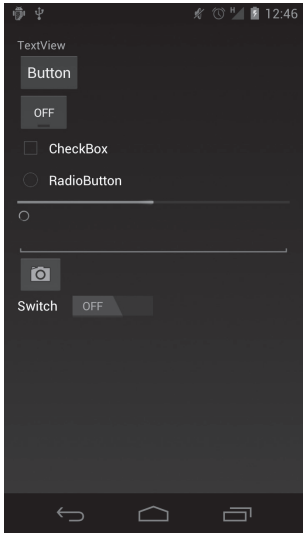 H 12:46
TextView
Button
OFF
CheckBox
RadioButton
Switch OFF